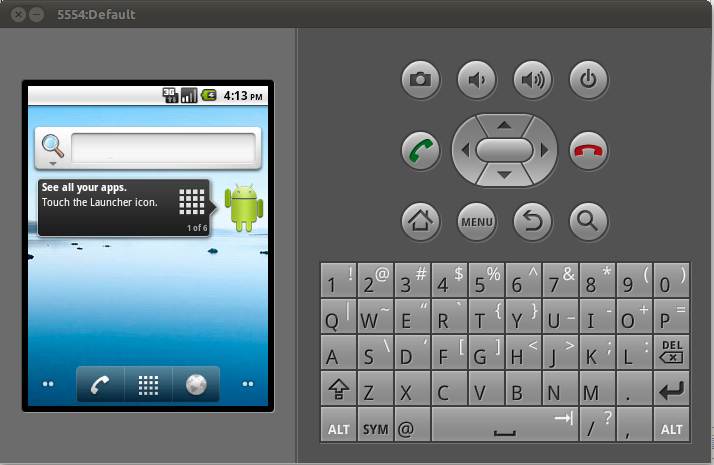 5554:Default
3G 4:13 PM
See all your apps.
Touch the Launcher icon.
1 of 6
MENU
1 ! 2 @ 3 # 4 $ 5 % 6 ^ 7 & 8 * 9 ( 0 )
Q | W ~ E “ R ` T { Y } U _ I - O + P =
A S \ D ‘ F [ G ] H < J > K ; L : DEL
Z X C V B N M .
ALT SYM @ / ? , ALT